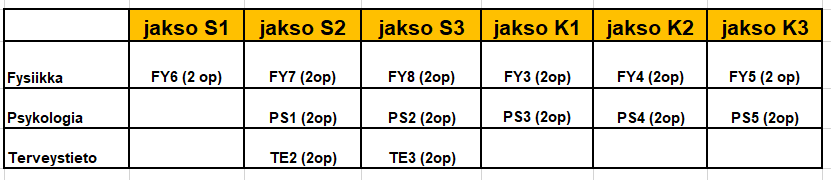 jakso S1 jakso S2 jakso S3 jakso K1 jakso K2 jakso K3
Fysiikka FY6 (2 op) FY7 (2op) FY8 (2op) FY3 (2op) FY4 (2op) FY5 (2 op)
Psykologia PS1 (2op) PS2 (2op) PS3 (2op) PS4 (2op) PS5 (2op)
Terveystieto TE2 (2op) TE3 (2op)